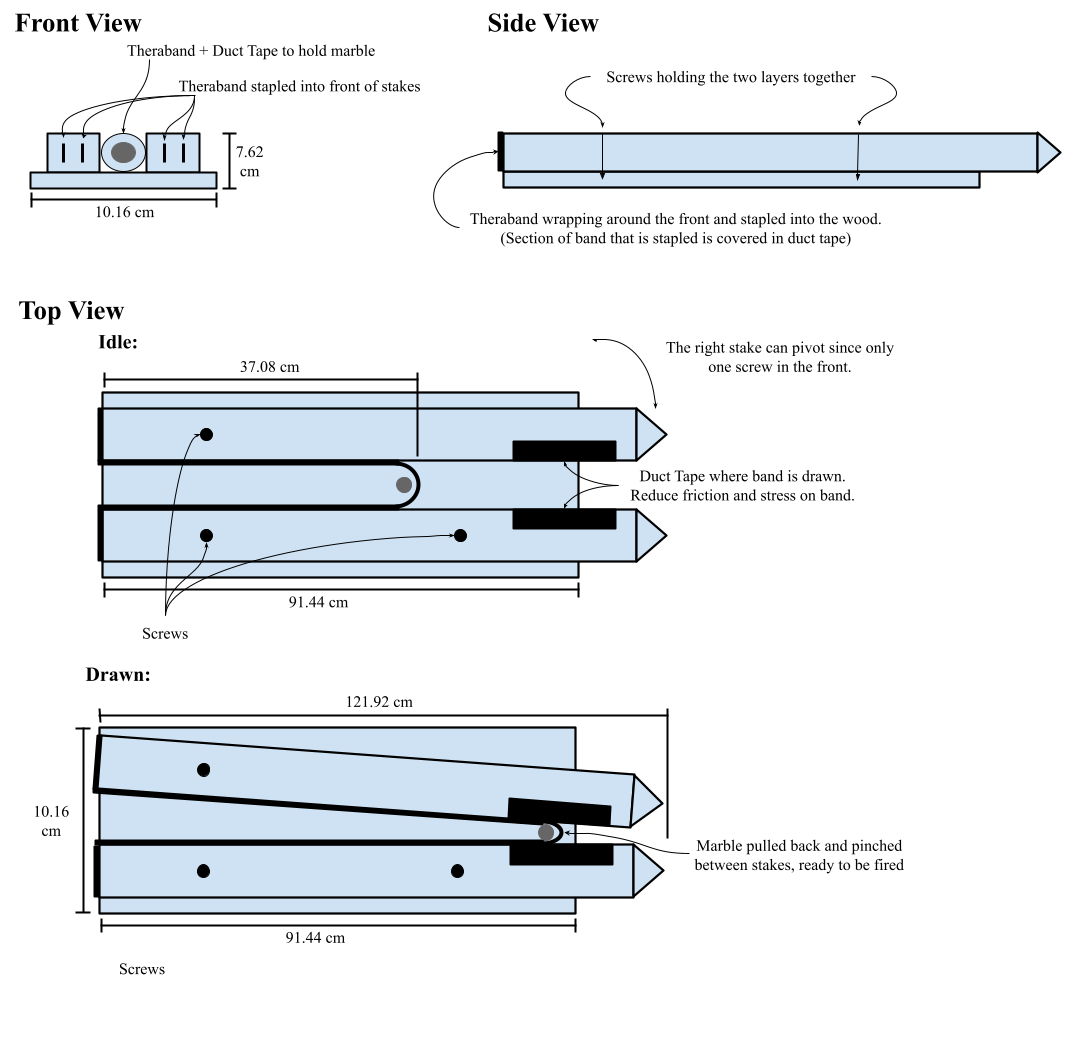 Front View
Theraband + Duct Tape to hold marble
Theraband stapled into front of stakes
7.62
cm
10.16 cm
Side View
Screws holding the two layers together
Theraband wrapping around the front and stapled into the wood.
(Section of band that is stapled is covered in duct tape)
Top View
Idle:
37.08 cm
The right stake can pivot since only
one screw in the front.
Duct Tape where band is drawn.
Reduce friction and stress on band.
91.44 cm
Screws
Drawn:
121.92 cm
10.16
cm
Marble pulled back and pinched
between stakes, ready to be fired
91.44 cm
Screws